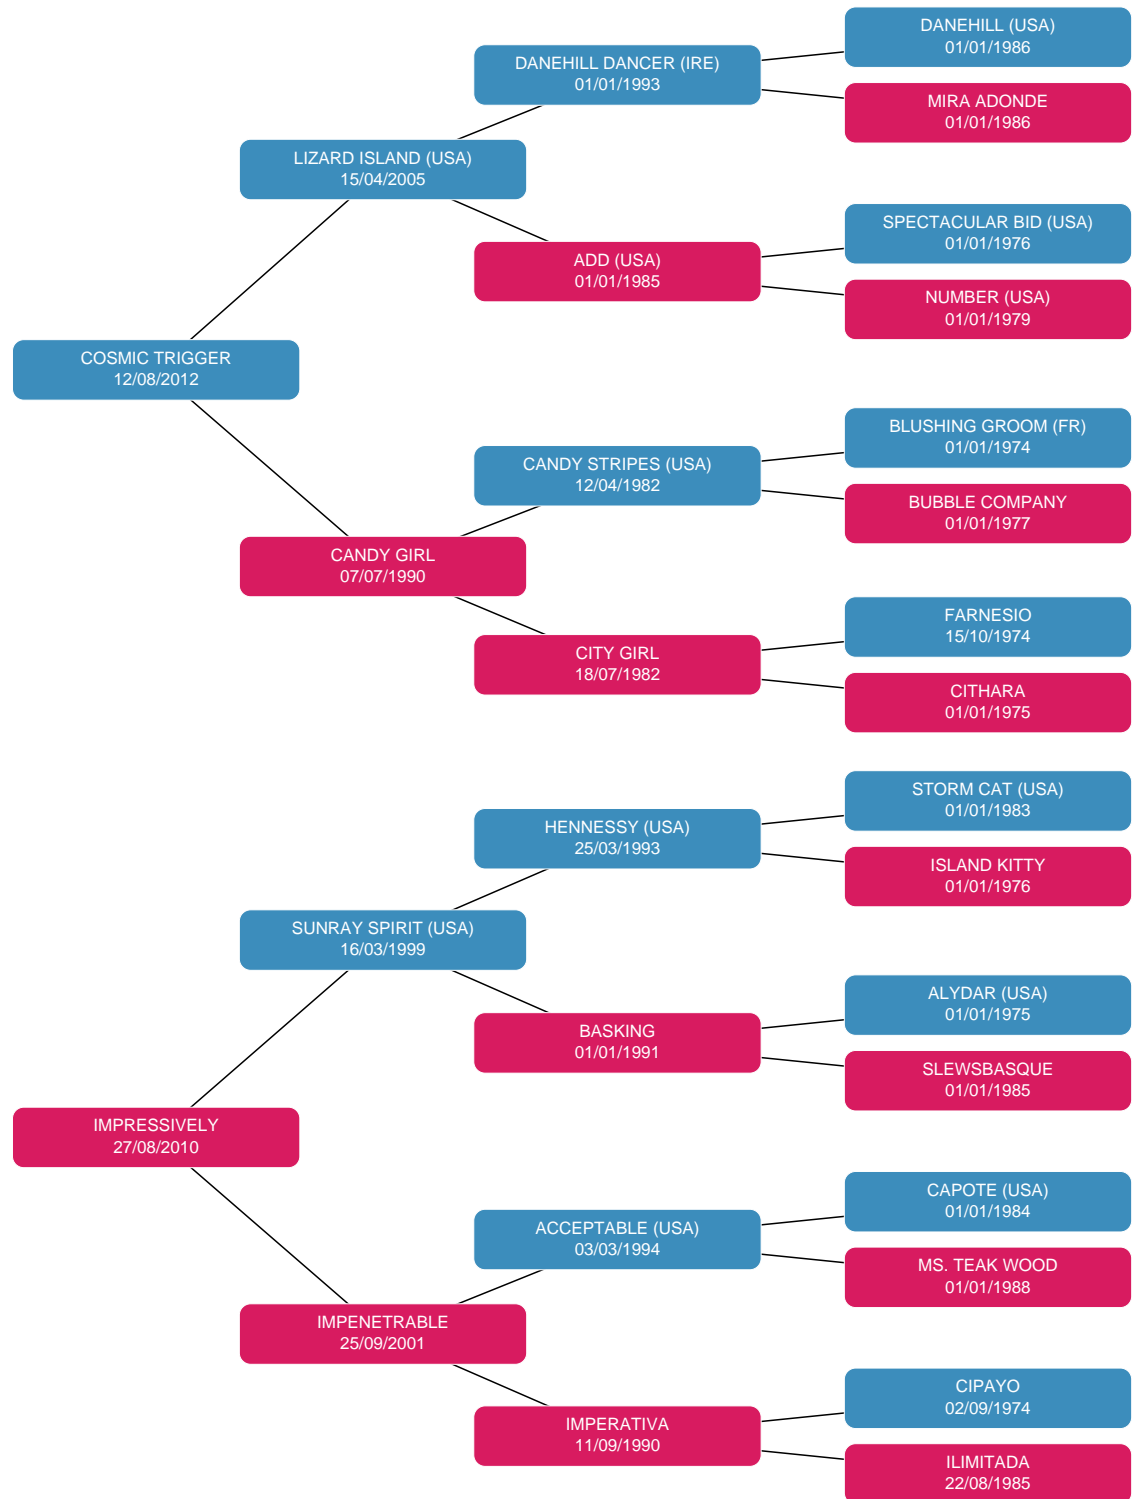 DANEHILL (USA)
01/01/1986
DANEHILL DANCER (IRE)
01/01/1993
MIRA ADONDE
01/01/1986
LIZARD ISLAND (USA)
15/04/2005
SPECTACULAR BID (USA)
01/01/1976
ADD (USA)
01/01/1985
NUMBER (USA)
01/01/1979
COSMIC TRIGGER
12/08/2012
BLUSHING GROOM (FR)
01/01/1974
CANDY STRIPES (USA)
12/04/1982
BUBBLE COMPANY
01/01/1977
CANDY GIRL
07/07/1990
FARNESIO
15/10/1974
CITY GIRL
18/07/1982
CITHARA
01/01/1975
STORM CAT (USA)
01/01/1983
HENNESSY (USA)
25/03/1993
ISLAND KITTY
01/01/1976
SUNRAY SPIRIT (USA)
16/03/1999
ALYDAR (USA)
01/01/1975
BASKING
01/01/1991
SLEWSBASQUE
01/01/1985
IMPRESSIVELY
27/08/2010
CAPOTE (USA)
01/01/1984
ACCEPTABLE (USA)
03/03/1994
MS. TEAK WOOD
01/01/1988
IMPENETRABLE
25/09/2001
CIPAYO
02/09/1974
IMPERATIVA
11/09/1990
ILIMITADA
22/08/1985